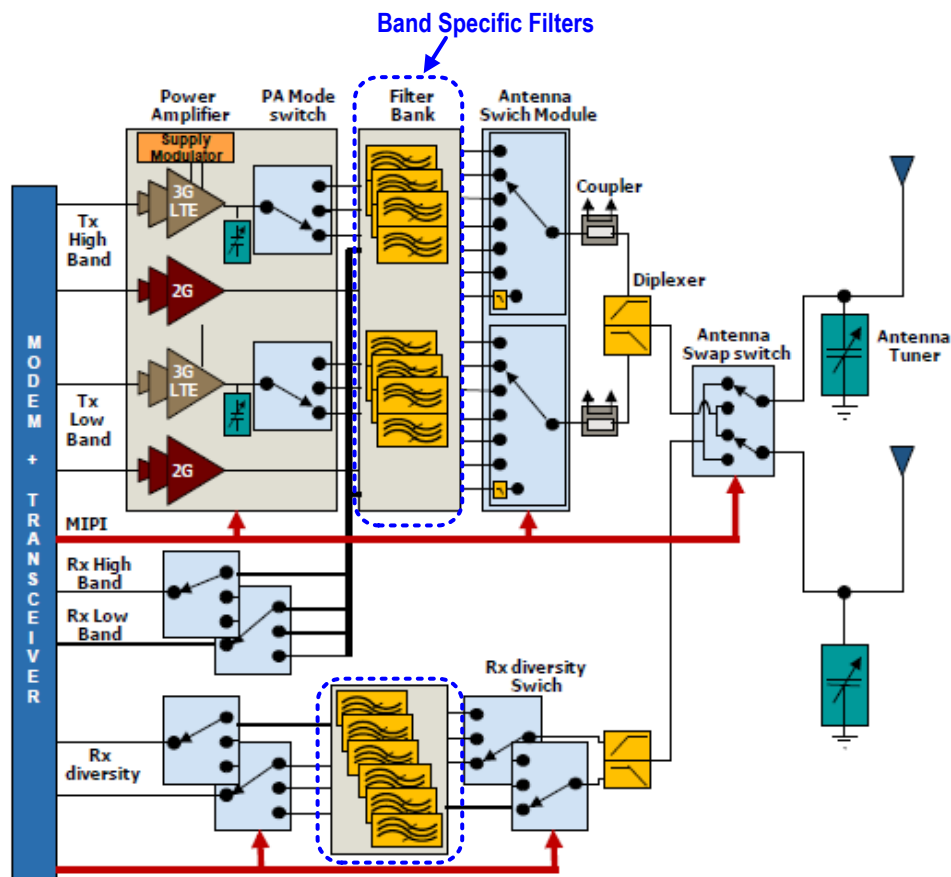 Band Specific Filters
Power
Amplifier
PA Mode
switch
Filter
Bank
Antenna
Swich Module
Supply
Modulator
3G
LTE
Tx
High
Band
2G
Coupler
Diplexer
Antenna
Swap switch
Antenna
Tuner
MODEM + TRANSCEIVER
3G
LTE
Tx
Low
Band
2G
MIPI
Rx High
Band
Rx Low
Band
Rx diversity
Swich
Rx
diversity